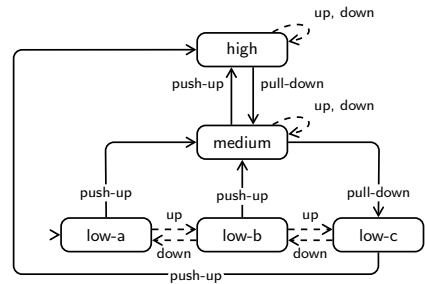 up, down
high
push-up
pull-down
up, down
medium
push-up
push-up
pull-down
up
up
low-a
low-b
low-c
down
down
push-up